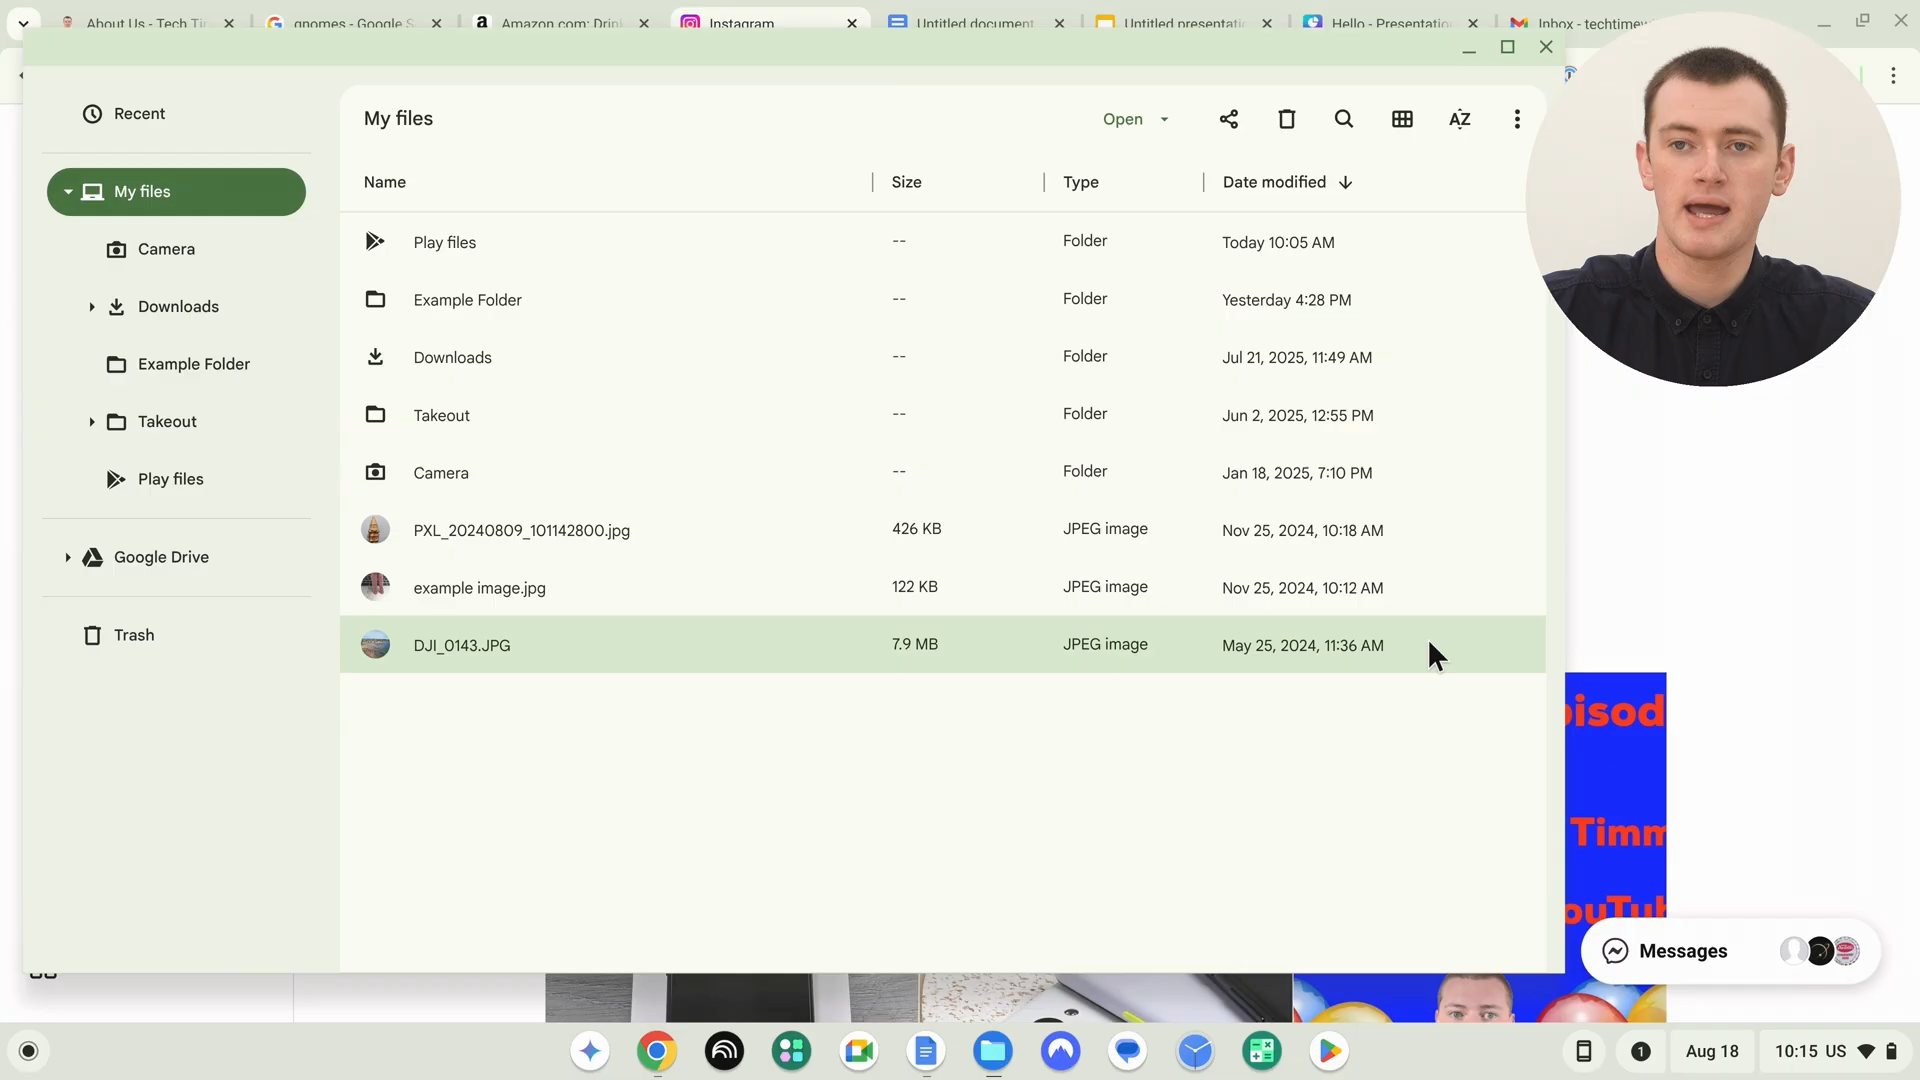 About Us - Tech Ti
gnomes - Google S
Amazon com: Drin
Instagram
Untitled document
Untitled presentati
Hello - Presentatio
Inbox - techtimew
Recent
My files
Camera
Downloads
Example Folder
Takeout
Play files
Google Drive
Trash
My files
Open
AZ
Name
Size
Type
Date modified
Play files -- Folder Today 10:05 AM
Example Folder -- Folder Yesterday 4:28 PM
Downloads -- Folder Jul 21, 2025, 11:49 AM
Takeout -- Folder Jun 2, 2025, 12:55 PM
Camera -- Folder Jan 18, 2025, 7:10 PM
PXL_20240809_101142800.jpg 426 KB JPEG image Nov 25, 2024, 10:18 AM
example image.jpg 122 KB JPEG image Nov 25, 2024, 10:12 AM
DJI_0143.JPG 7.9 MB JPEG image May 25, 2024, 11:36 AM
pisod
Timm
ouTub
Messages
1
Aug 18
10:15 US